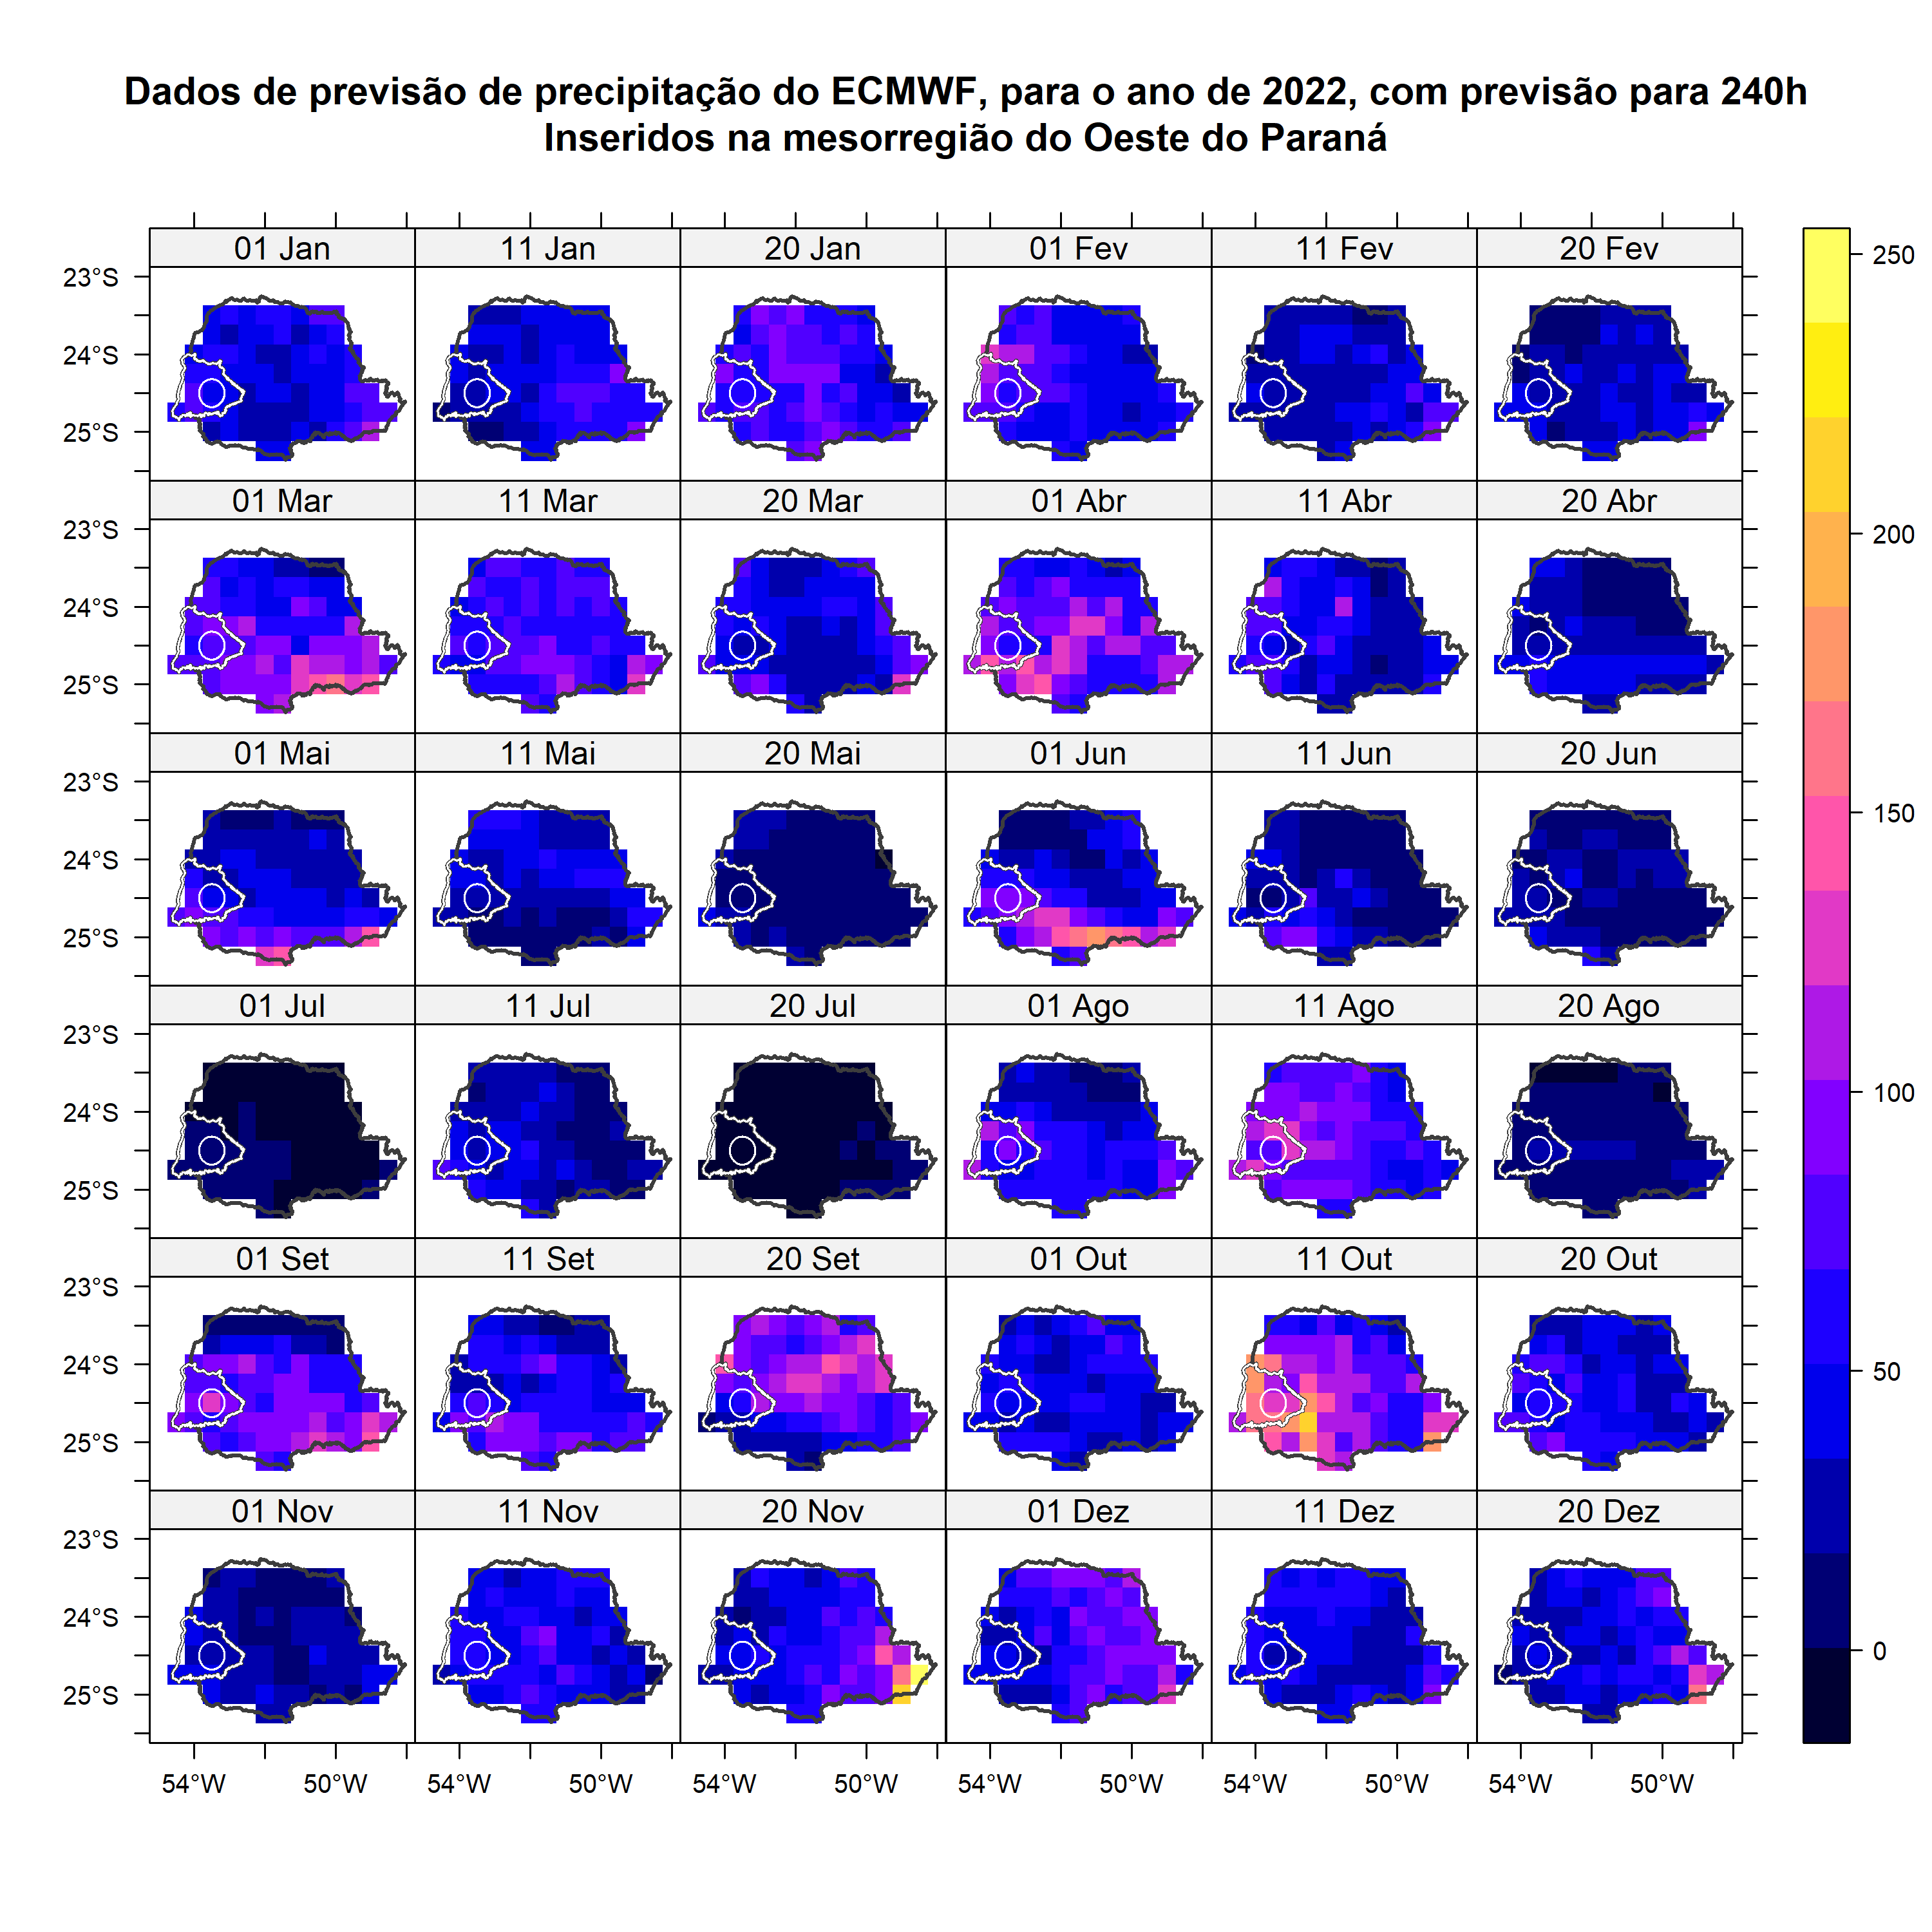 Dados de previsão de precipitação do ECMWF, para o ano de 2022, com previsão para 240h
Inseridos na mesorregião do Oeste do Paraná
01 Jan 11 Jan 20 Jan 01 Fev 11 Fev 20 Fev
23°S
24°S
25°S
01 Mar 11 Mar 20 Mar 01 Abr 11 Abr 20 Abr
23°S
24°S
25°S
01 Mai 11 Mai 20 Mai 01 Jun 11 Jun 20 Jun
23°S
24°S
25°S
01 Jul 11 Jul 20 Jul 01 Ago 11 Ago 20 Ago
23°S
24°S
25°S
01 Set 11 Set 20 Set 01 Out 11 Out 20 Out
23°S
24°S
25°S
01 Nov 11 Nov 20 Nov 01 Dez 11 Dez 20 Dez
23°S
24°S
25°S
54°W 50°W 54°W 50°W 54°W 50°W 54°W 50°W 54°W 50°W 54°W 50°W
250
200
150
100
50
0